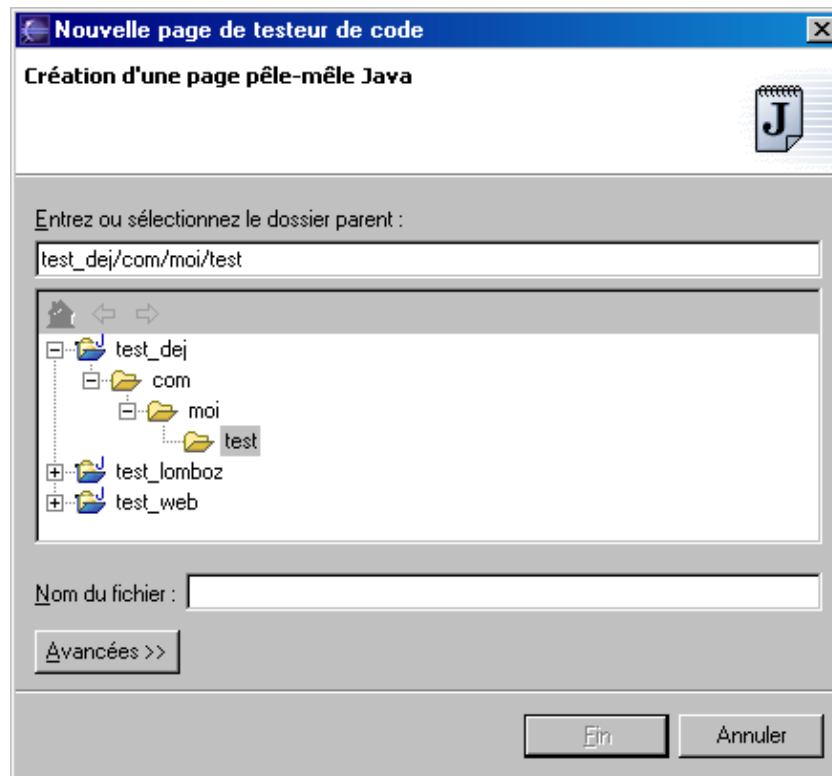 Nouvelle page de testeur de code
Création d'une page pêle-mêle Java
J
Entrez ou sélectionnez le dossier parent :
test_dej/com/moi/test
test_dej
com
moi
test
test_lomboz
test_web
Nom du fichier :
Avancées >>
Fin Annuler